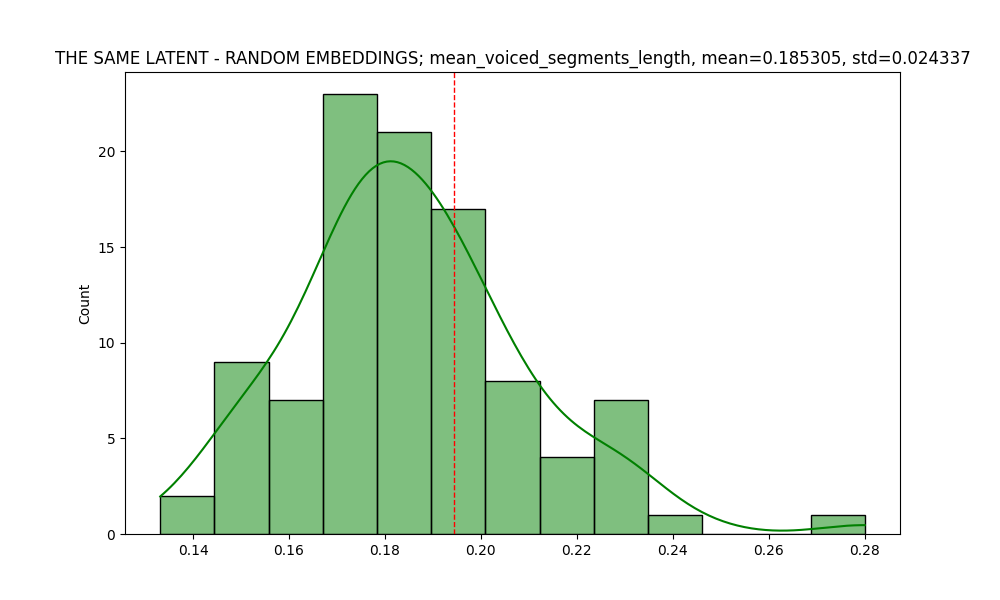 THE SAME LATENT - RANDOM EMBEDDINGS; mean_voiced_segments_length, mean=0.185305, std=0.024337
Count
20
15
10
5
0
0.14 0.16 0.18 0.20 0.22 0.24 0.26 0.28